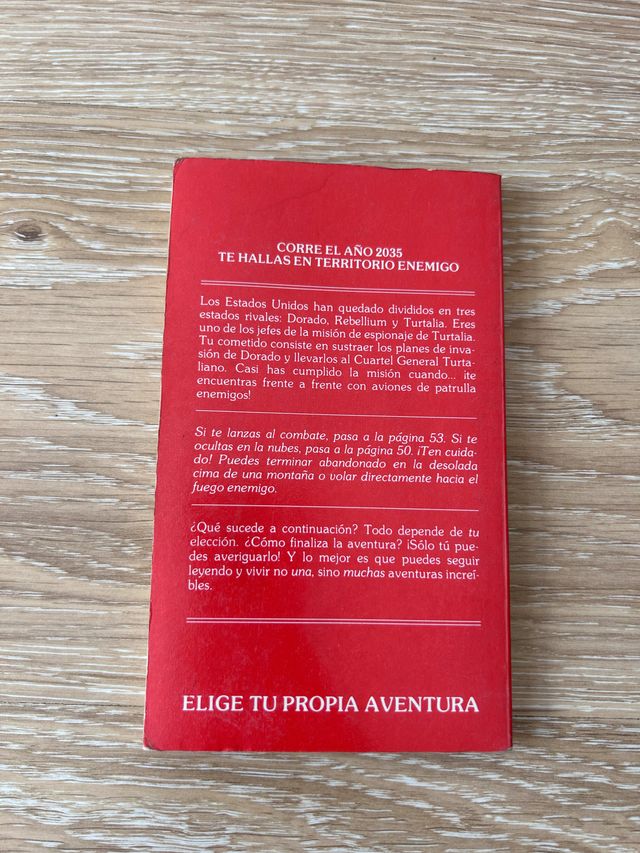 CORRE EL AÑO 2035
TE HALLAS EN TERRITORIO ENEMIGO
Los Estados Unidos han quedado divididos en tres
estados rivales: Dorado, Rebellium y Turtalia. Eres
uno de los jefes de la misión de espionaje de Turtalia.
Tu cometido consiste en sustraer los planes de inva-
sión de Dorado y llevarlos al Cuartel General Turta-
liano. Casi has cumplido la misión cuando... ¡te
encuentras frente a frente con aviones de patrulla
enemigos!
Si te lanzas al combate, pasa a la página 53. Si te
ocultas en la nubes, pasa a la página 50. ¡Ten cuida-
do! Puedes terminar abandonado en la desolada
cima de una montaña o volar directamente hacia el
fuego enemigo.
¿Qué sucede a continuación? Todo depende de tu
elección. ¿Cómo finaliza la aventura? ¡Sólo tú pue-
des averiguarlo! Y lo mejor es que puedes seguir
leyendo y vivir no una, sino muchas aventuras increí-
bles.
ELIGE TU PROPIA AVENTURA